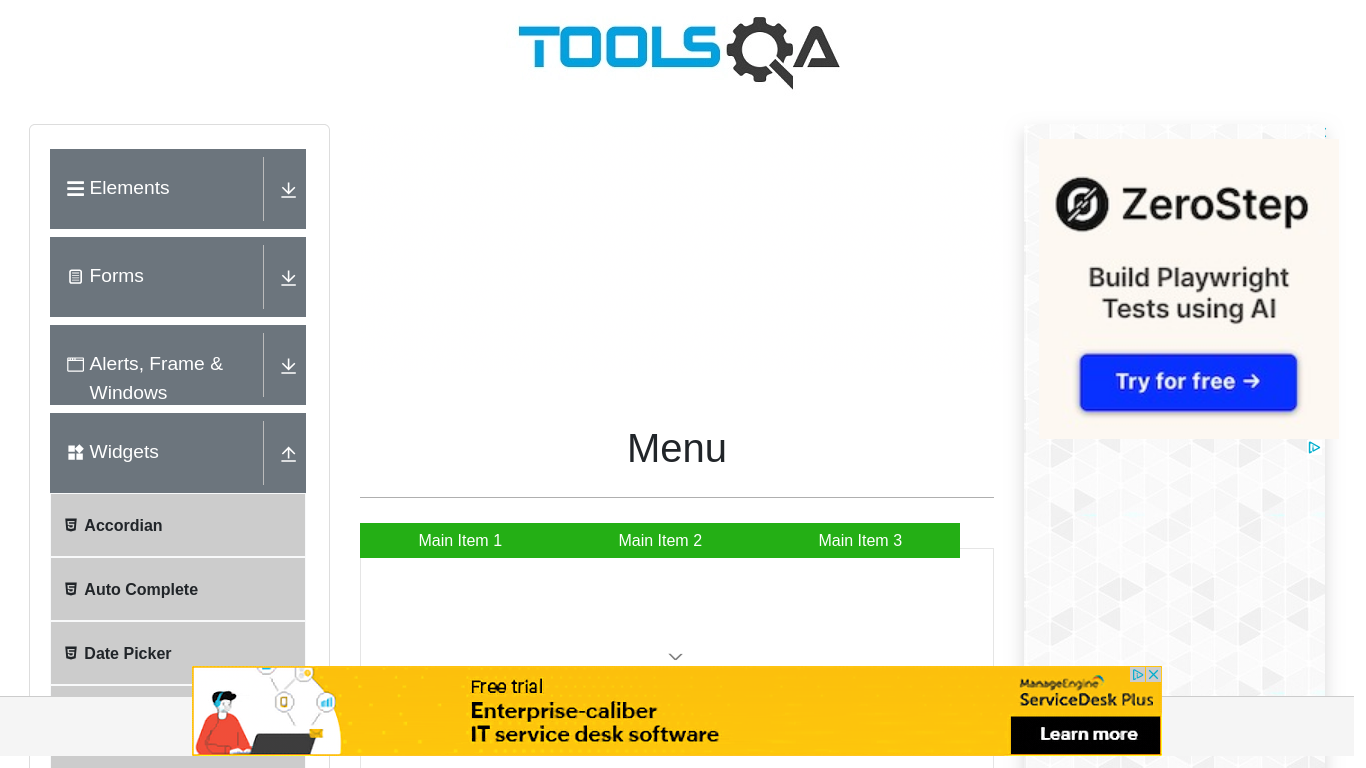 TOOLSQA
Elements
Forms
Alerts, Frame &
Windows
Widgets
Accordian
Auto Complete
Date Picker
Menu
Main Item 1
Main Item 2
Main Item 3
ZeroStep
Build Playwright
Tests using AI
Try for free →
Free trial
Enterprise-caliber
IT service desk software
ManageEngine
ServiceDesk Plus
Learn more